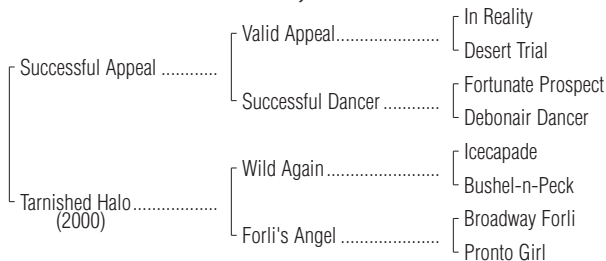 In Reality
Valid Appeal
Desert Trial
Successful Appeal
Fortunate Prospect
Successful Dancer
Debonair Dancer
Icecapade
Wild Again
Bushel-n-Peck
Tarnished Halo
(2000)
Broadway Forli
Forli's Angel
Pronto Girl